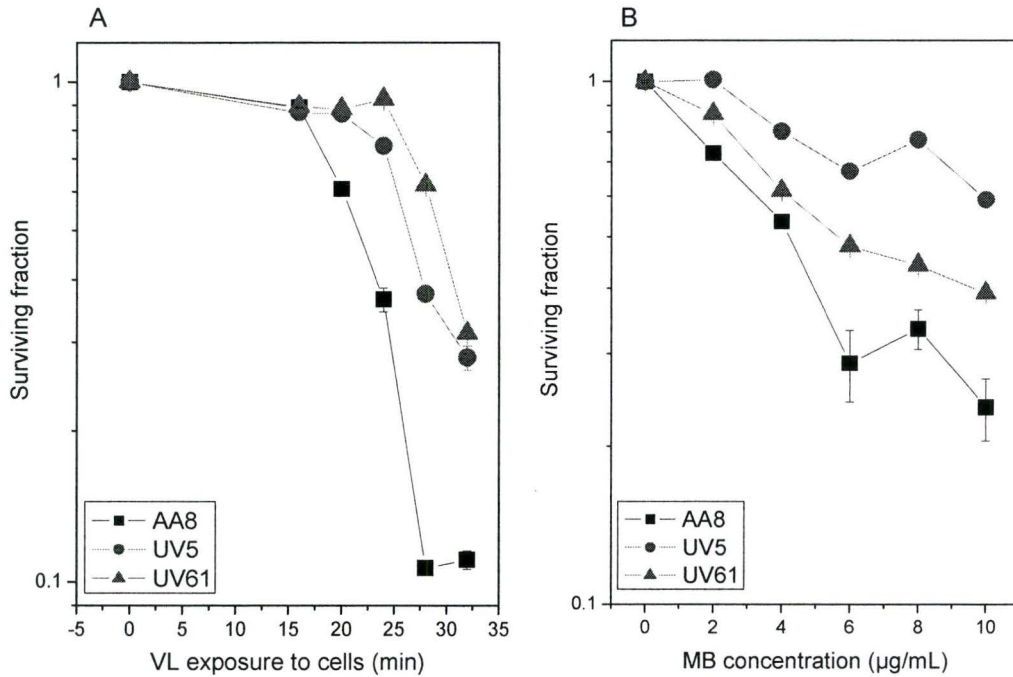 A
Surviving fraction
1
0.1
AA8
UV5
UV61
-5 0 5 10 15 20 25 30 35
VL exposure to cells (min)
B
Surviving fraction
1
0.1
AA8
UV5
UV61
0 2 4 6 8 10
MB concentration (μg/mL)